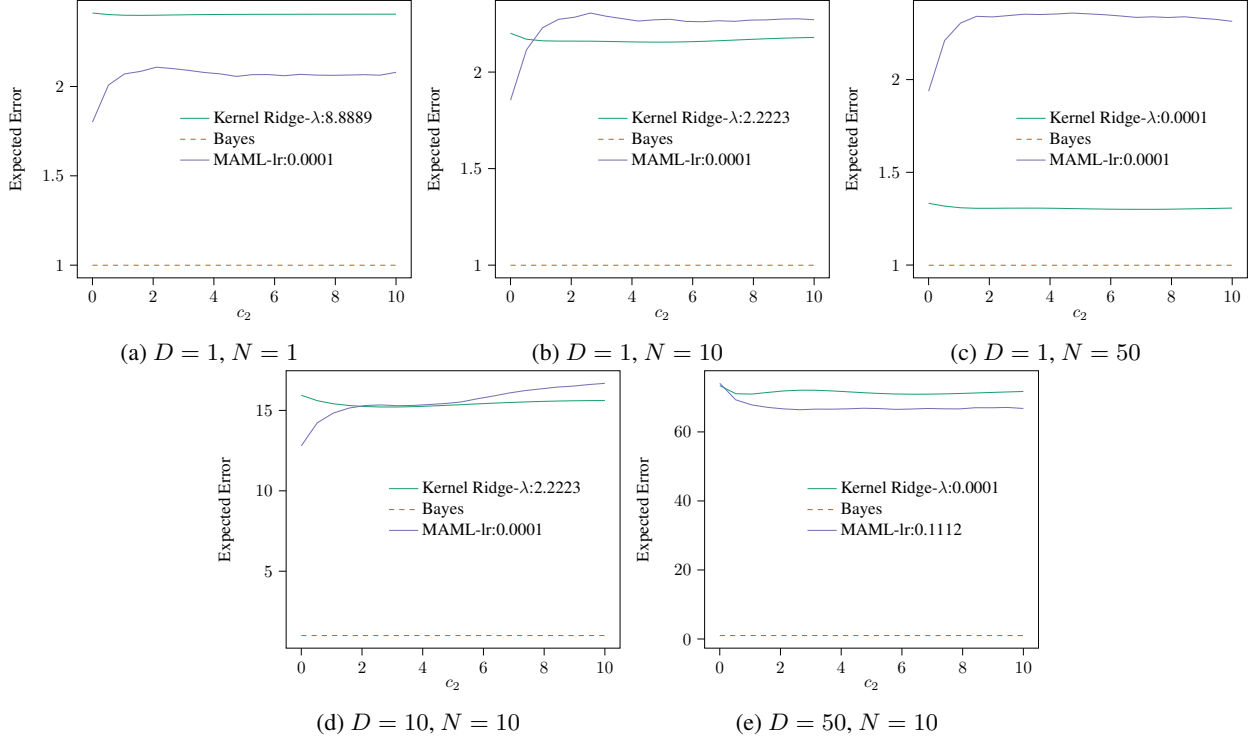 Expected Error
2
1.5
1
0 2 4 6 8 10
c₂
Kernel Ridge-λ:8.8889
Bayes
MAML-lr:0.0001
(a) D = 1, N = 1
Expected Error
2
1.5
1
0 2 4 6 8 10
c₂
Kernel Ridge-λ:2.2223
Bayes
MAML-lr:0.0001
(b) D = 1, N = 10
Expected Error
2
1.5
1
0 2 4 6 8 10
c₂
Kernel Ridge-λ:0.0001
Bayes
MAML-lr:0.0001
(c) D = 1, N = 50
Expected Error
15
10
5
0 2 4 6 8 10
c₂
Kernel Ridge-λ:2.2223
Bayes
MAML-lr:0.0001
(d) D = 10, N = 10
Expected Error
60
40
20
0
0 2 4 6 8 10
c₂
Kernel Ridge-λ:0.0001
Bayes
MAML-lr:0.1112
(e) D = 50, N = 10